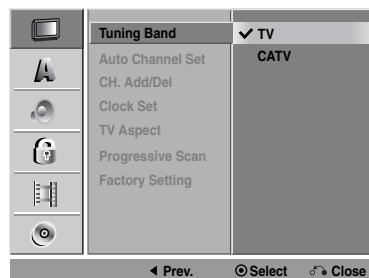 Tuning Band
TV
Auto Channel Set
CATV
CH. Add/Del
Clock Set
TV Aspect
Progressive Scan
Factory Setting
Prev. Select Close